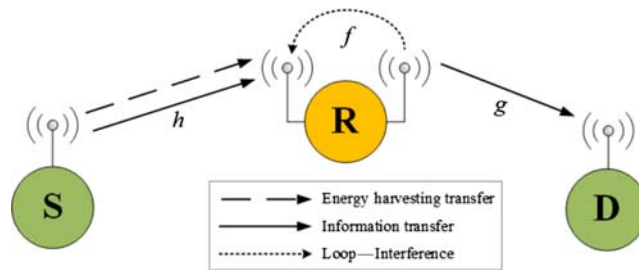 f
h
g
S
R
D
Energy harvesting transfer
Information transfer
Loop—Interference